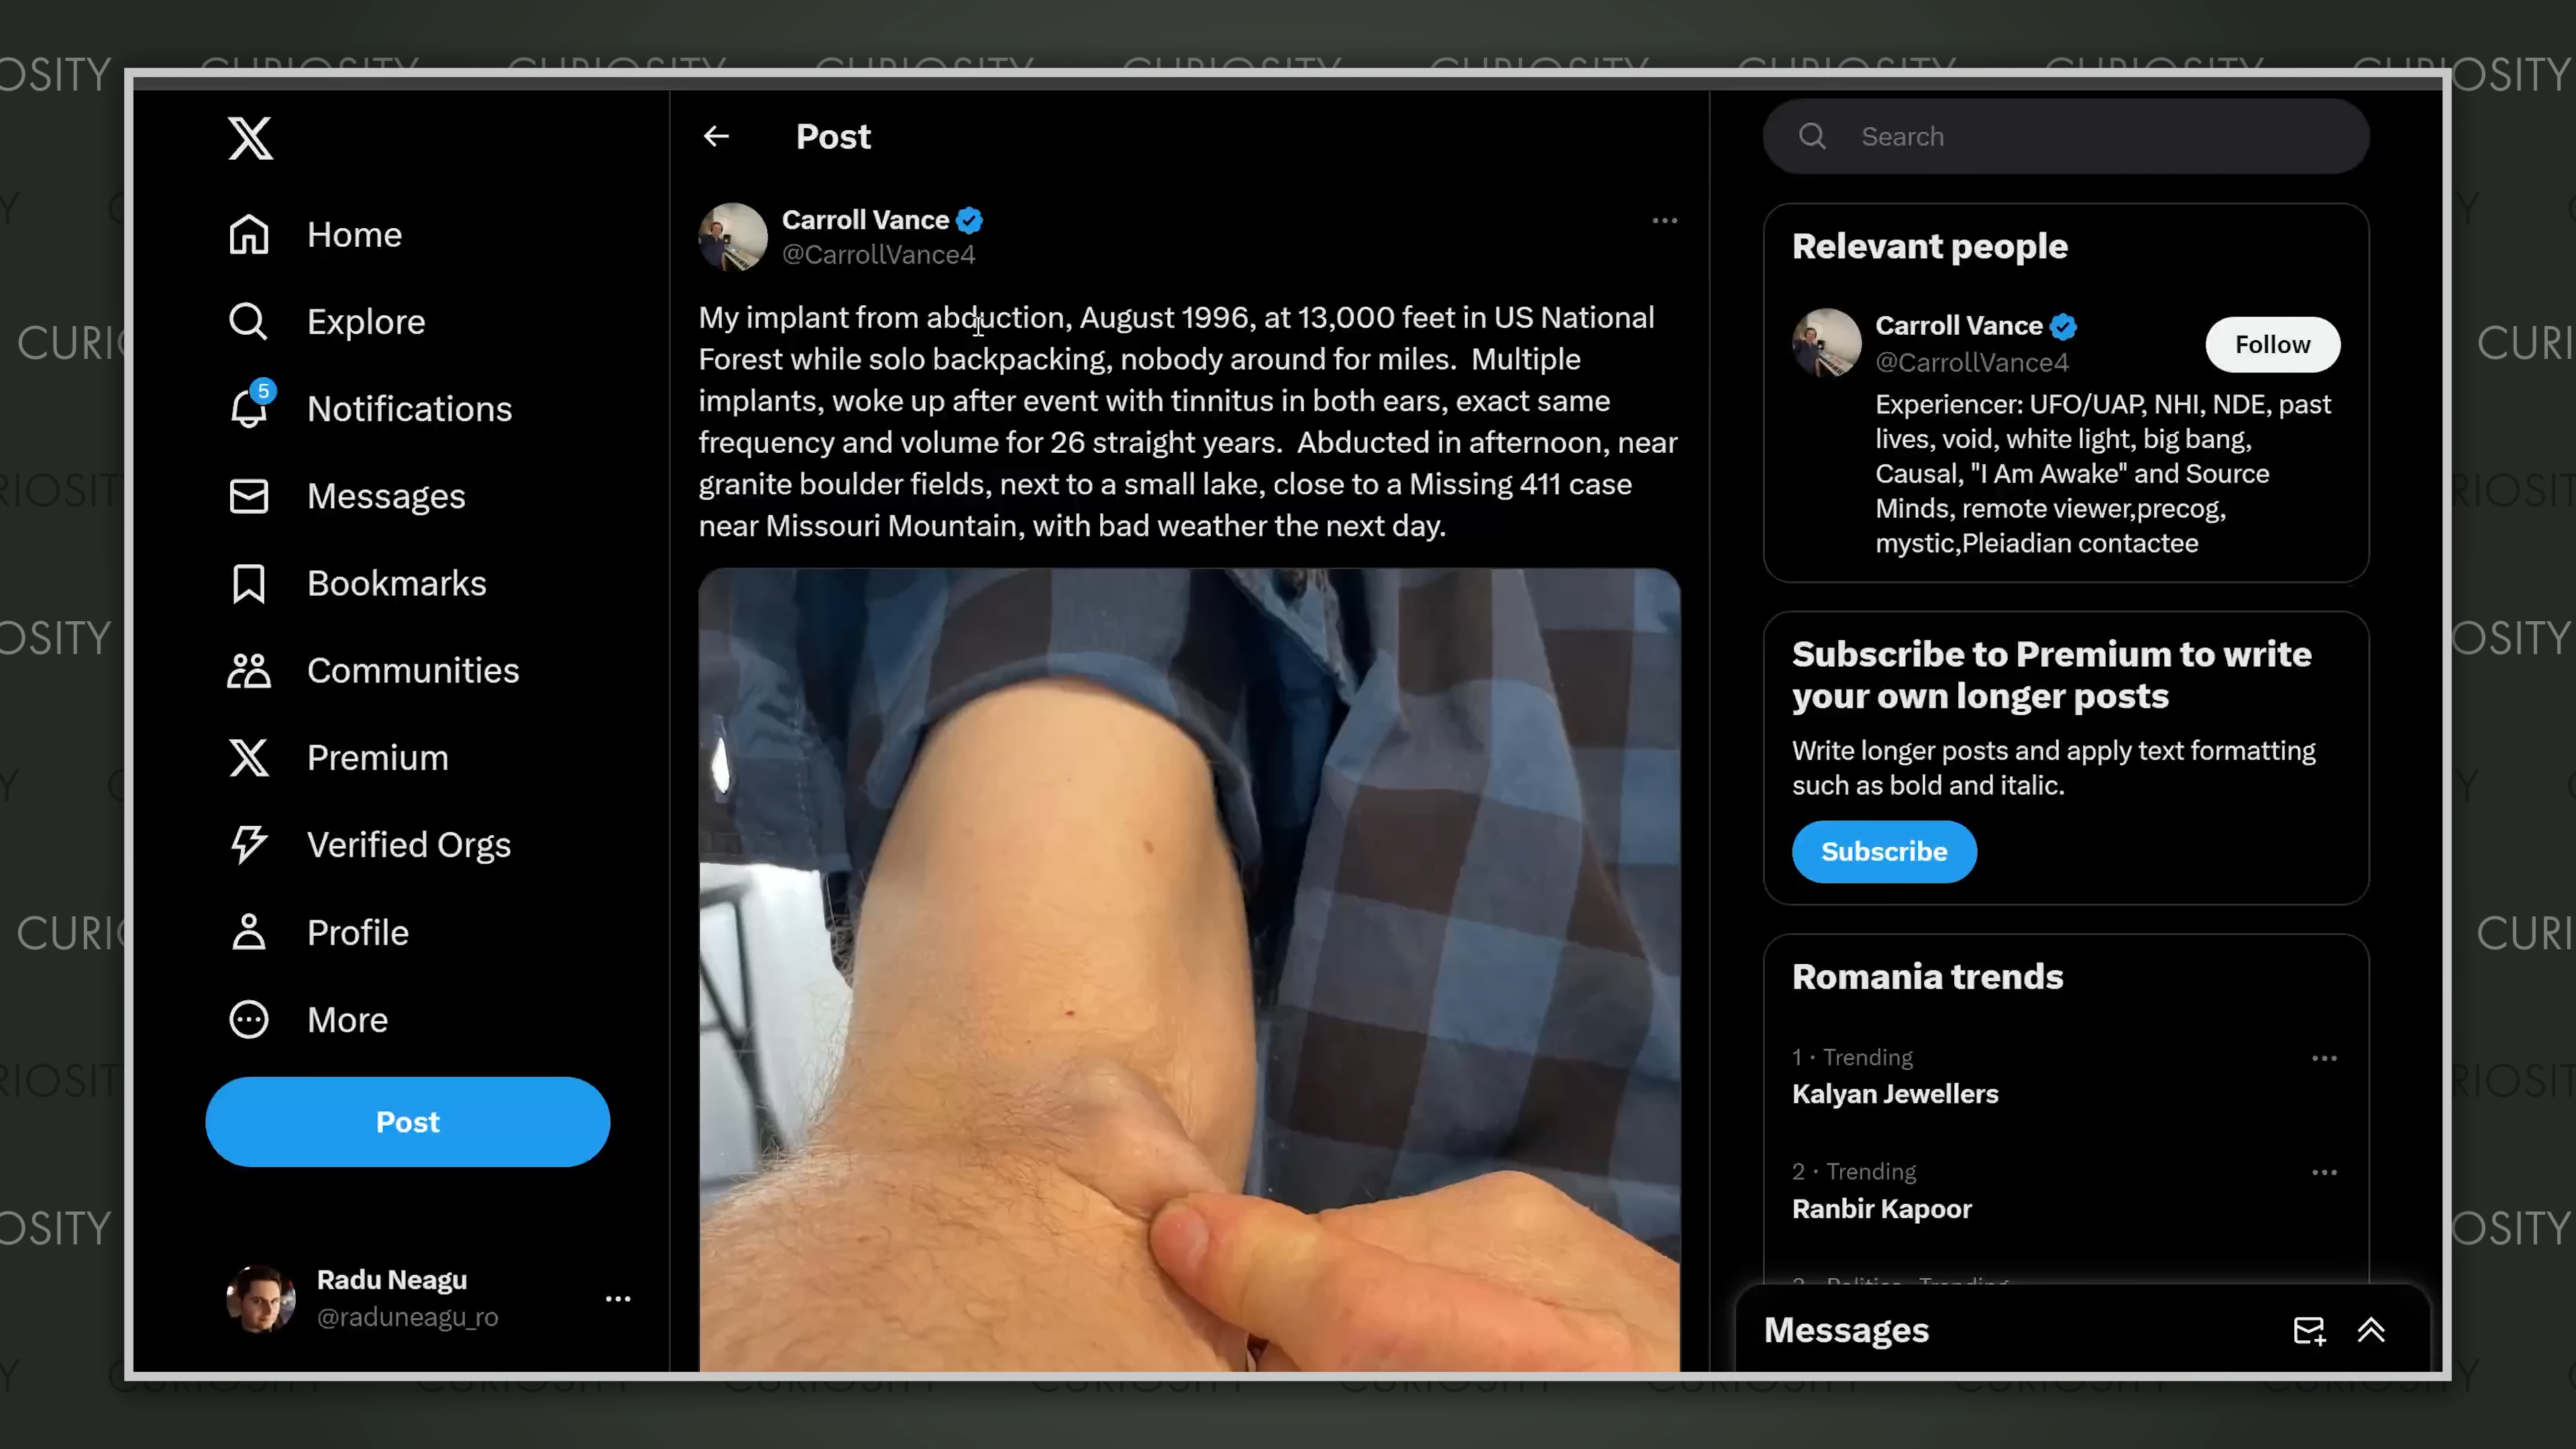 CURIOSITY CURIOSITY CURIOSITY CURIOSITY CURIOSITY CURIOSITY CURIOSITY
Home
Explore
5
Notifications
Messages
Bookmarks
Communities
Premium
Verified Orgs
Profile
More
Post
Radu Neagu
@raduneagu_ro
Post
Carroll Vance
@CarrollVance4
My implant from abduction, August 1996, at 13,000 feet in US National
Forest while solo backpacking, nobody around for miles. Multiple
implants, woke up after event with tinnitus in both ears, exact same
frequency and volume for 26 straight years. Abducted in afternoon, near
granite boulder fields, next to a small lake, close to a Missing 411 case
near Missouri Mountain, with bad weather the next day.
Search
Relevant people
Carroll Vance
@CarrollVance4
Follow
Experiencer: UFO/UAP, NHI, NDE, past
lives, void, white light, big bang,
Causal, "I Am Awake" and Source
Minds, remote viewer,precog,
mystic,Pleiadian contactee
Subscribe to Premium to write
your own longer posts
Write longer posts and apply text formatting
such as bold and italic.
Subscribe
Romania trends
1 · Trending
Kalyan Jewellers
2 · Trending
Ranbir Kapoor
Messages